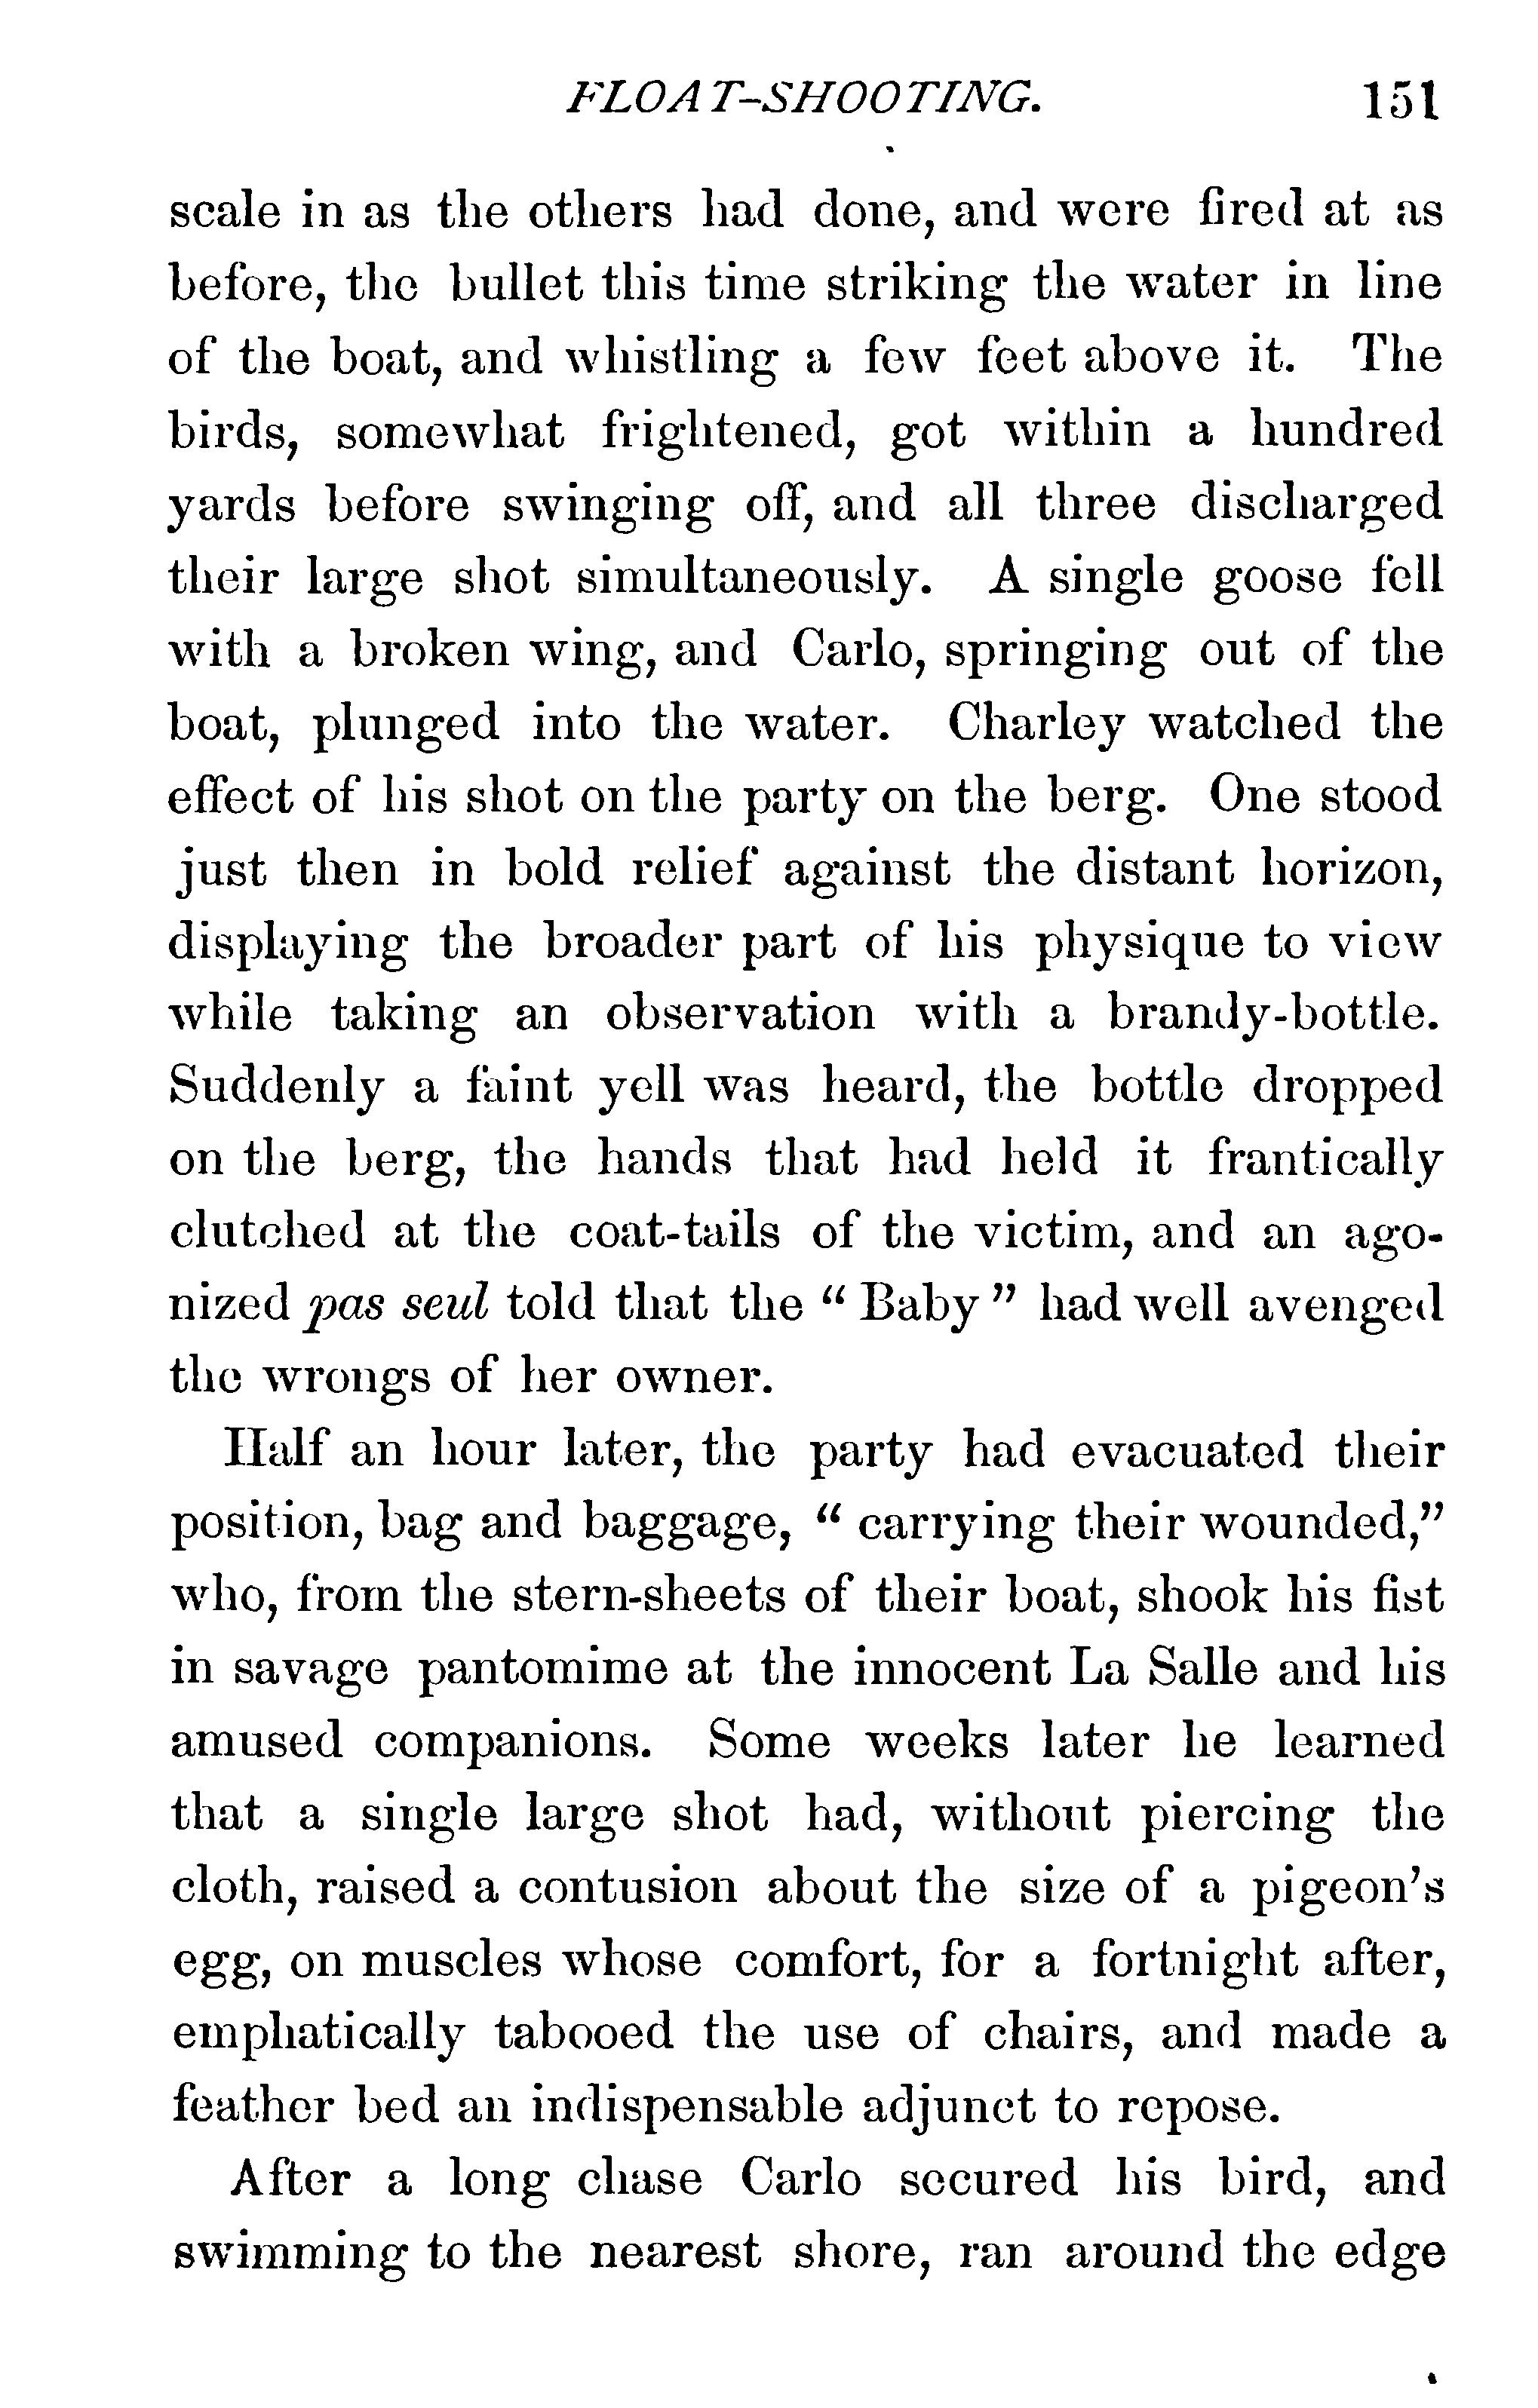 FLOAT-SHOOTING. 151
scale in as the others had done, and were fired at as
before, the bullet this time striking the water in line
of the boat, and whistling a few feet above it. The
birds, somewhat frightened, got within a hundred
yards before swinging off, and all three discharged
their large shot simultaneously. A single goose fell
with a broken wing, and Carlo, springing out of the
boat, plunged into the water. Charley watched the
effect of his shot on the party on the berg. One stood
just then in bold relief against the distant horizon,
displaying the broader part of his physique to view
while taking an observation with a brandy-bottle.
Suddenly a faint yell was heard, the bottle dropped
on the berg, the hands that had held it frantically
clutched at the coat-tails of the victim, and an ago-
nized pas seul told that the “ Baby ” had well avenged
the wrongs of her owner.
Half an hour later, the party had evacuated their
position, bag and baggage, “ carrying their wounded,”
who, from the stern-sheets of their boat, shook his fist
in savage pantomime at the innocent La Salle and his
amused companions. Some weeks later he learned
that a single large shot had, without piercing the
cloth, raised a contusion about the size of a pigeon’s
egg, on muscles whose comfort, for a fortnight after,
emphatically tabooed the use of chairs, and made a
feather bed an indispensable adjunct to repose.
After a long chase Carlo secured his bird, and
swimming to the nearest shore, ran around the edge